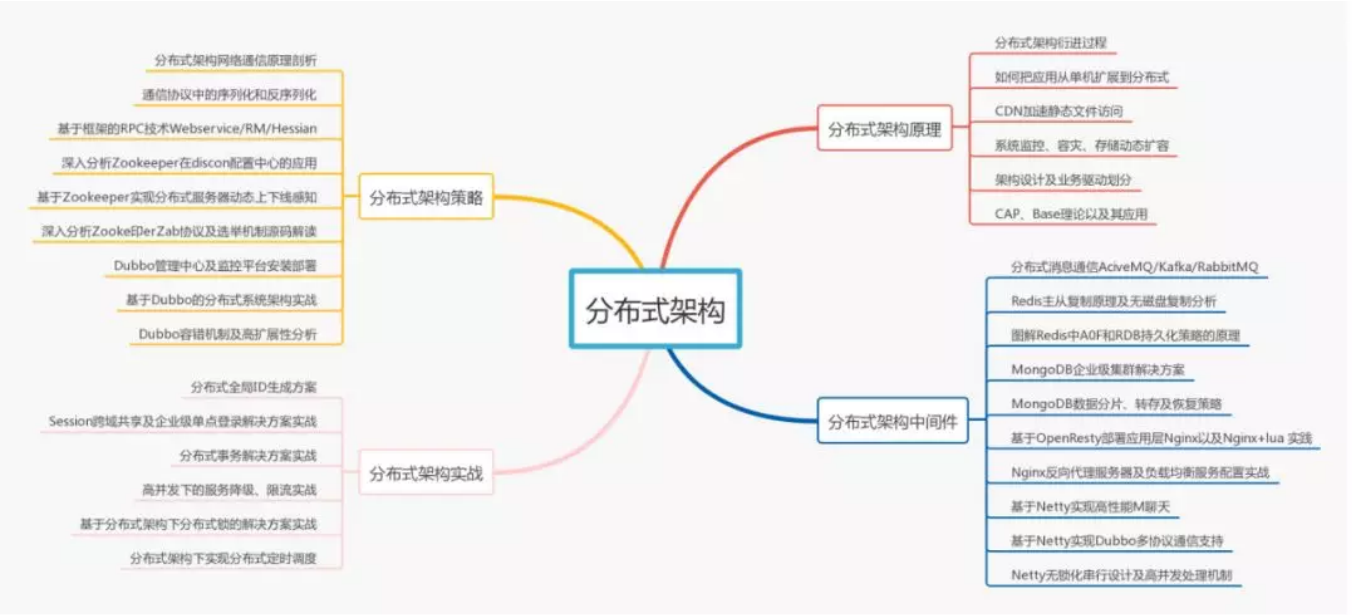 分布式架构
分布式架构策略
分布式架构网络通信原理剖析
通信协议中的序列化和反序列化
基于框架的RPC技术Webservice/RM/Hessian
深入分析Zookeeper在discon配置中心的应用
基于Zookeeper实现分布式服务器动态上下线感知
深入分析Zooke印erZab协议及选举机制源码解读
Dubbo管理中心及监控平台安装部署
基于Dubbo的分布式系统架构实战
Dubbo容错机制及高扩展性分析
分布式架构实战
分布式全局ID生成方案
Session跨域共享及企业级单点登录解决方案实战
分布式事务解决方案实战
高并发下的服务降级、限流实战
基于分布式架构下分布式锁的解决方案实战
分布式架构下实现分布式定时调度
分布式架构原理
分布式架构衍进过程
如何把应用从单机扩展到分布式
CDN加速静态文件访问
系统监控、容灾、存储动态扩容
架构设计及业务驱动划分
CAP、Base理论以及其应用
分布式架构中间件
分布式消息通信AciveMQ/Kafka/RabbitMQ
Redis主从复制原理及无磁盘复制分析
图解Redis中A0F和RDB持久化策略的原理
MongoDB企业级集群解决方案
MongoDB数据分片、转存及恢复策略
基于OpenResty部署应用层Nginx以及Nginx+lua 实践
Nginx反向代理服务器及负载均衡服务配置实战
基于Netty实现高性能M聊天
基于Netty实现Dubbo多协议通信支持
Netty无锁化串行设计及高并发处理机制